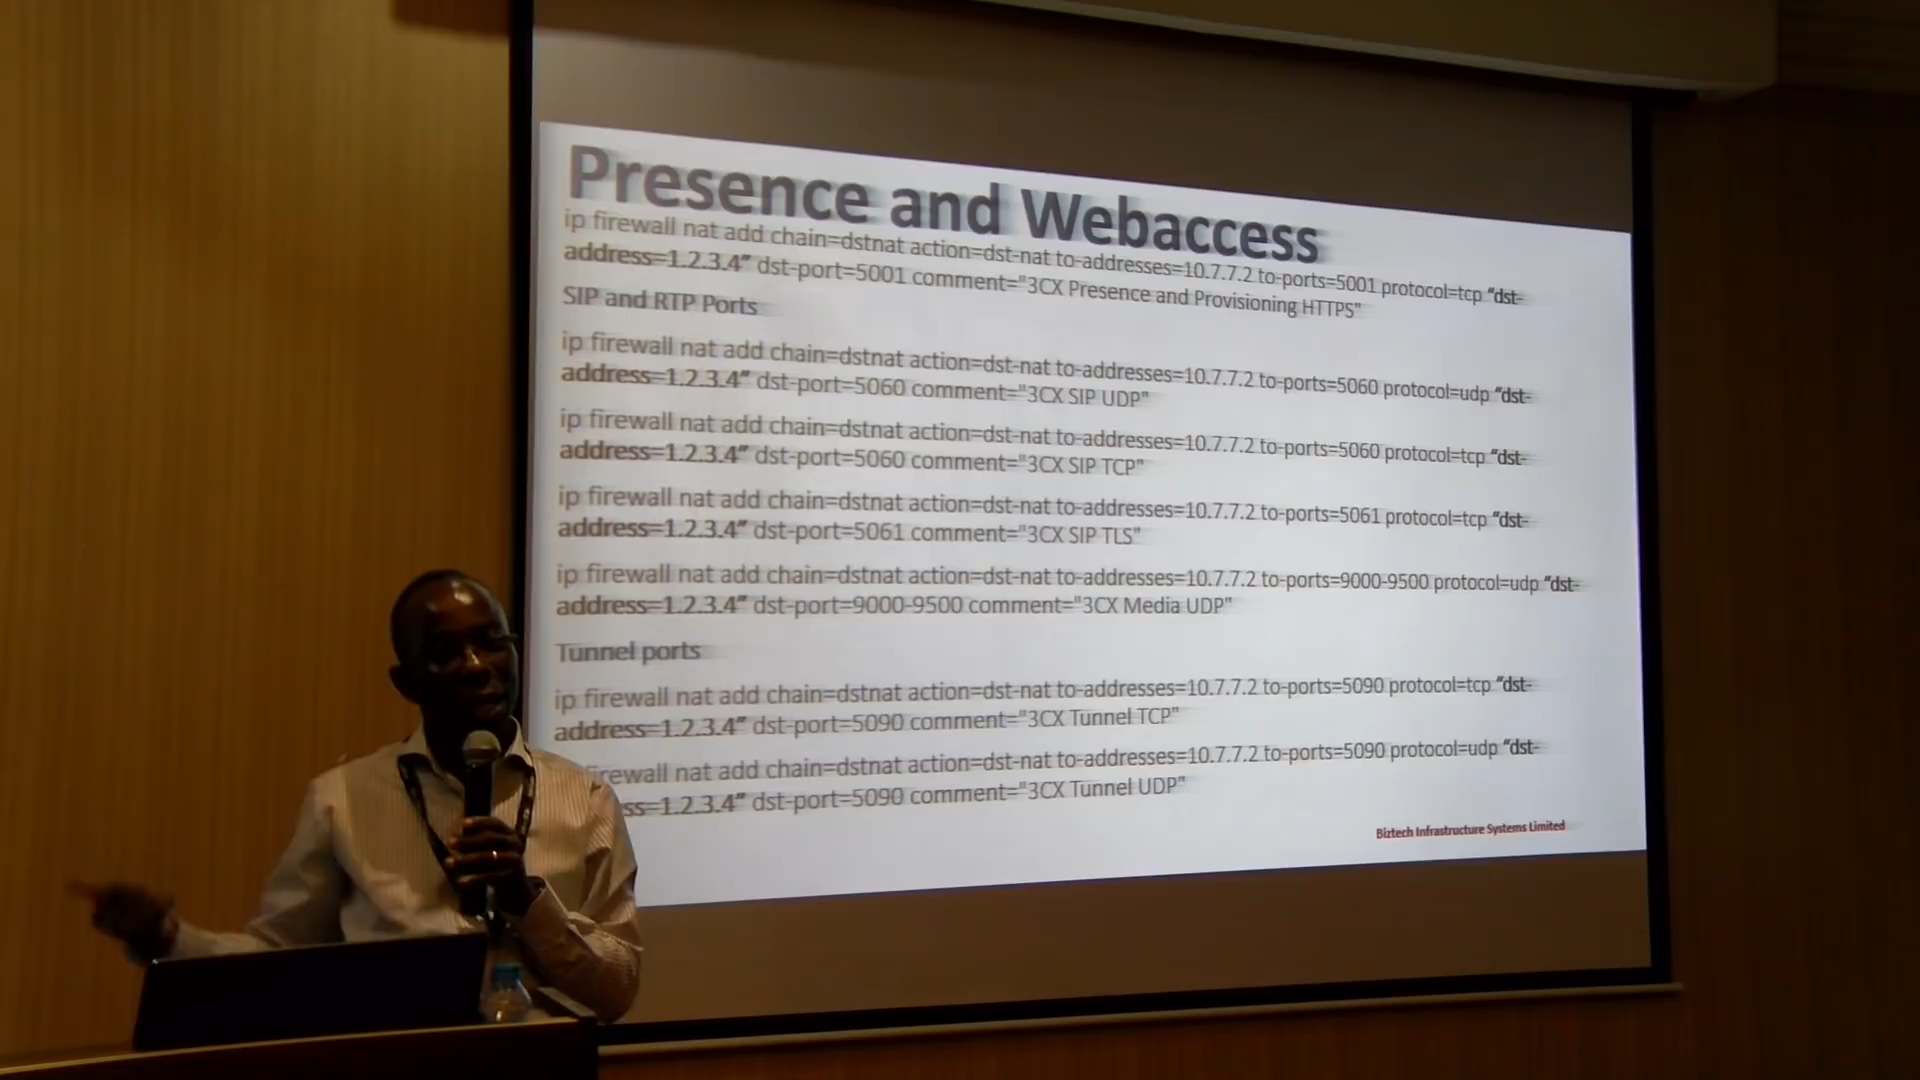 Presence and Webaccess
ip firewall nat add chain=dstnat action=dst-nat to-addresses=10.7.7.2 to-ports=5001 protocol=tcp “dst-
address=1.2.3.4” dst-port=5001 comment="3CX Presence and Provisioning HTTPS"
SIP and RTP Ports
ip firewall nat add chain=dstnat action=dst-nat to-addresses=10.7.7.2 to-ports=5060 protocol=udp “dst-
address=1.2.3.4” dst-port=5060 comment="3CX SIP UDP"
ip firewall nat add chain=dstnat action=dst-nat to-addresses=10.7.7.2 to-ports=5060 protocol=tcp “dst-
address=1.2.3.4” dst-port=5060 comment="3CX SIP TCP"
ip firewall nat add chain=dstnat action=dst-nat to-addresses=10.7.7.2 to-ports=5061 protocol=tcp “dst-
address=1.2.3.4” dst-port=5061 comment="3CX SIP TLS"
ip firewall nat add chain=dstnat action=dst-nat to-addresses=10.7.7.2 to-ports=9000-9500 protocol=udp “dst-
address=1.2.3.4” dst-port=9000-9500 comment="3CX Media UDP"
Tunnel ports
ip firewall nat add chain=dstnat action=dst-nat to-addresses=10.7.7.2 to-ports=5090 protocol=tcp “dst-
address=1.2.3.4” dst-port=5090 comment="3CX Tunnel TCP"
rewall nat add chain=dstnat action=dst-nat to-addresses=10.7.7.2 to-ports=5090 protocol=udp “dst-
ss=1.2.3.4” dst-port=5090 comment="3CX Tunnel UDP"
Biztech Infrastructure Systems Limited